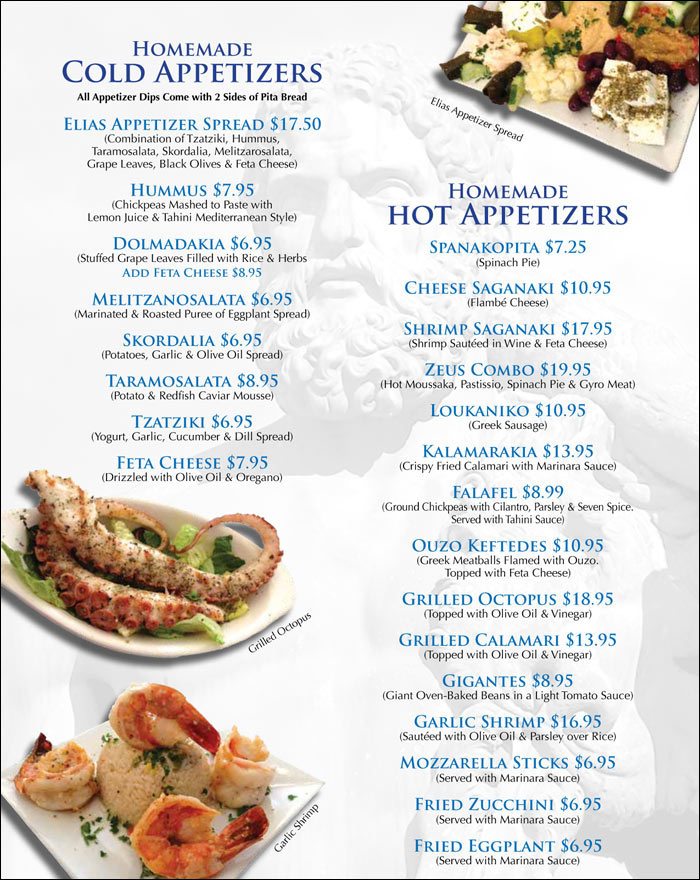 Homemade
Cold Appetizers
All Appetizer Dips Come with 2 Sides of Pita Bread
Elias Appetizer Spread $17.50
(Combination of Tzatziki, Hummus,
Taramosalata, Skordalia, Melitzarosalata,
Grape Leaves, Black Olives & Feta Cheese)
Hummus $7.95
(Chickpeas Mashed to Paste with
Lemon Juice & Tahini Mediterranean Style)
Dolmadakia $6.95
(Stuffed Grape Leaves Filled with Rice & Herbs
Add Feta Cheese $8.95
Melitzanosalata $6.95
(Marinated & Roasted Puree of Eggplant Spread)
Skordalia $6.95
(Potatoes, Garlic & Olive Oil Spread)
Taramosalata $8.95
(Potato & Redfish Caviar Mousse)
Tzatziki $6.95
(Yogurt, Garlic, Cucumber & Dill Spread)
Feta Cheese $7.95
(Drizzled with Olive Oil & Oregano)
Grilled Octopus
Garlic Shrimp
Elias Appetizer Spread
Homemade
Hot Appetizers
Spanakopita $7.25
(Spinach Pie)
Cheese Saganaki $10.95
(Flambé Cheese)
Shrimp Saganaki $17.95
(Shrimp Sautéed in Wine & Feta Cheese)
Zeus Combo $19.95
(Hot Moussaka, Pastissio, Spinach Pie & Gyro Meat)
Loukaniko $10.95
(Greek Sausage)
Kalamarakia $13.95
(Crispy Fried Calamari with Marinara Sauce)
Falafel $8.99
(Ground Chickpeas with Cilantro, Parsley & Seven Spice.
Served with Tahini Sauce)
Ouzo Keftedes $10.95
(Greek Meatballs Flamed with Ouzo.
Topped with Feta Cheese)
Grilled Octopus $18.95
(Topped with Olive Oil & Vinegar)
Grilled Calamari $13.95
(Topped with Olive Oil & Vinegar)
Gigantes $8.95
(Giant Oven-Baked Beans in a Light Tomato Sauce)
Garlic Shrimp $16.95
(Sautéed with Olive Oil & Parsley over Rice)
Mozzarella Sticks $6.95
(Served with Marinara Sauce)
Fried Zucchini $6.95
(Served with Marinara Sauce)
Fried Eggplant $6.95
(Served with Marinara Sauce)